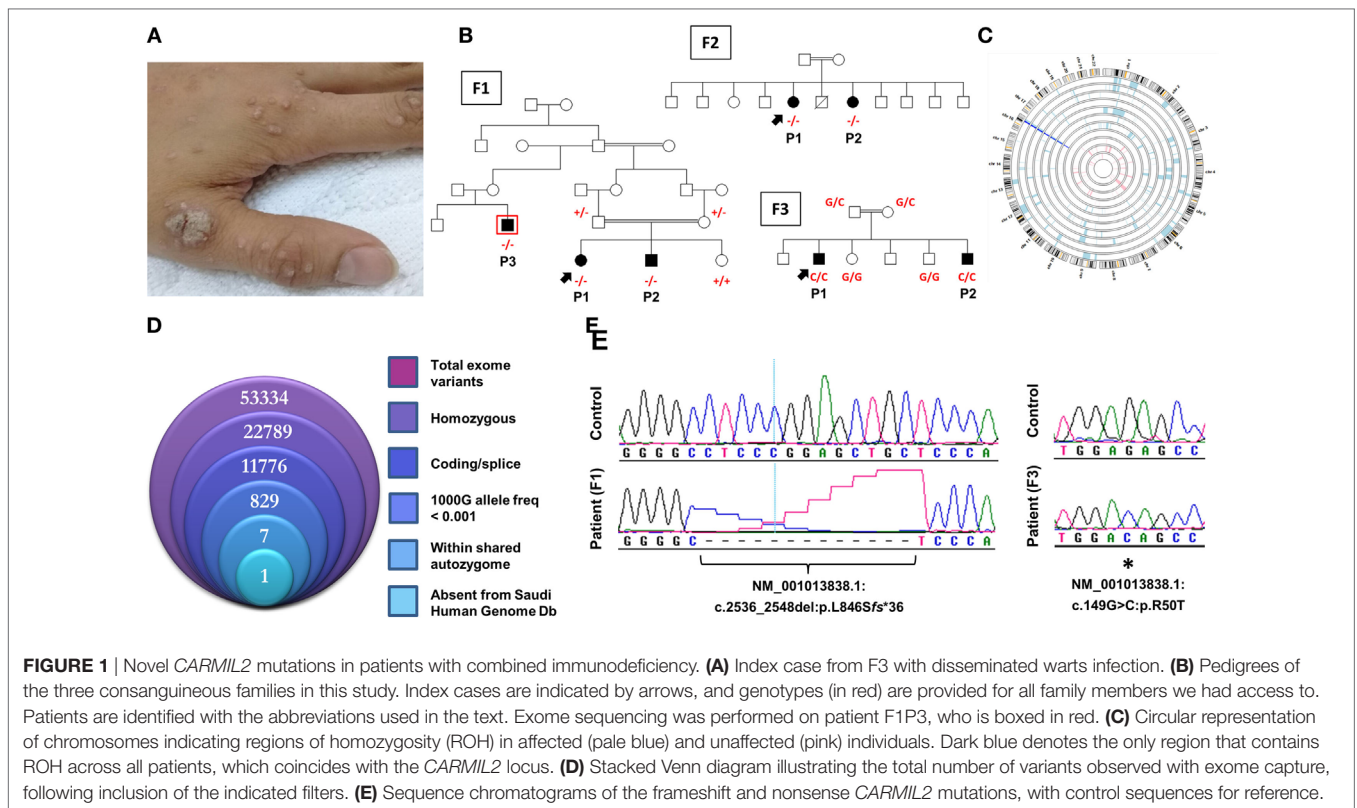 A
B
C
F1
F2
F3
-/-
P1
-/-
P2
G/C
G/C
+/-
+/-
-/-
P3
-/-
P1
-/-
P2
+/+
C/C
G/G
G/G
C/C
P1
P2
D
53334
22789
11776
829
7
1
Total exome
variants
Homozygous
Coding/splice
1000G allele freq
< 0.001
Within shared
autozygome
Absent from Saudi
Human Genome Db
E
E
Control
G G G G C C T C C C G G A G C T G C T C C C A
Patient (F1)
G G G G C - - - - - - - - - - - - - T C C C A
NM_001013838.1:
c.2536_2548del:p.L846Sfs*36
Control
T G G A G A G C C
Patient (F3)
T G G A C A G C C
*
NM_001013838.1:
c.149G>C:p.R50T
FIGURE 1 | Novel CARMIL2 mutations in patients with combined immunodeficiency. (A) Index case from F3 with disseminated warts infection. (B) Pedigrees of
the three consanguineous families in this study. Index cases are indicated by arrows, and genotypes (in red) are provided for all family members we had access to.
Patients are identified with the abbreviations used in the text. Exome sequencing was performed on patient F1P3, who is boxed in red. (C) Circular representation
of chromosomes indicating regions of homozygosity (ROH) in affected (pale blue) and unaffected (pink) individuals. Dark blue denotes the only region that contains
ROH across all patients, which coincides with the CARMIL2 locus. (D) Stacked Venn diagram illustrating the total number of variants observed with exome capture,
following inclusion of the indicated filters. (E) Sequence chromatograms of the frameshift and nonsense CARMIL2 mutations, with control sequences for reference.